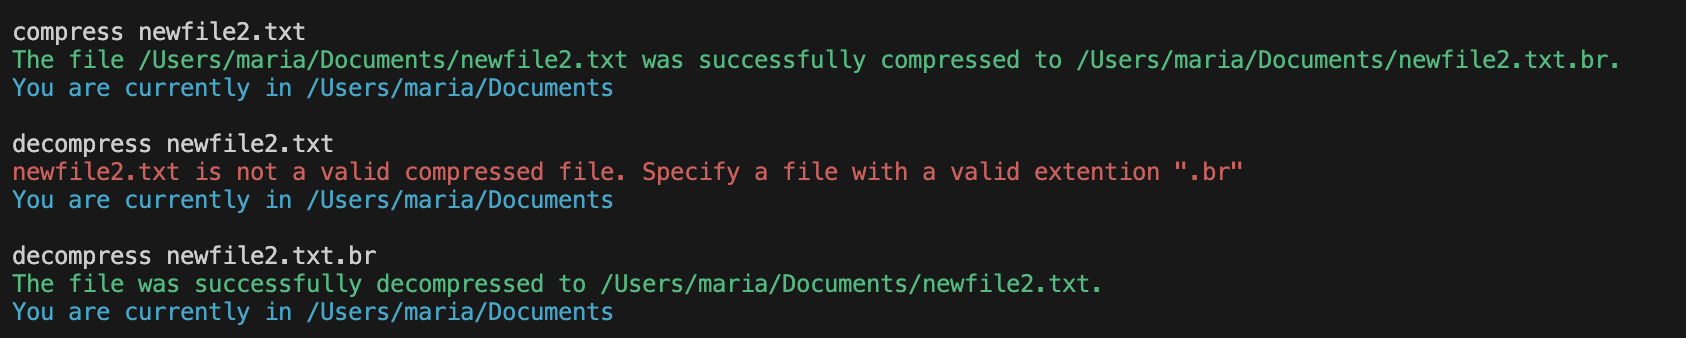 compress newfile2.txt
The file /Users/maria/Documents/newfile2.txt was successfully compressed to /Users/maria/Documents/newfile2.txt.br.
You are currently in /Users/maria/Documents
decompress newfile2.txt
newfile2.txt is not a valid compressed file. Specify a file with a valid extention ".br"
You are currently in /Users/maria/Documents
decompress newfile2.txt.br
The file was successfully decompressed to /Users/maria/Documents/newfile2.txt.
You are currently in /Users/maria/Documents